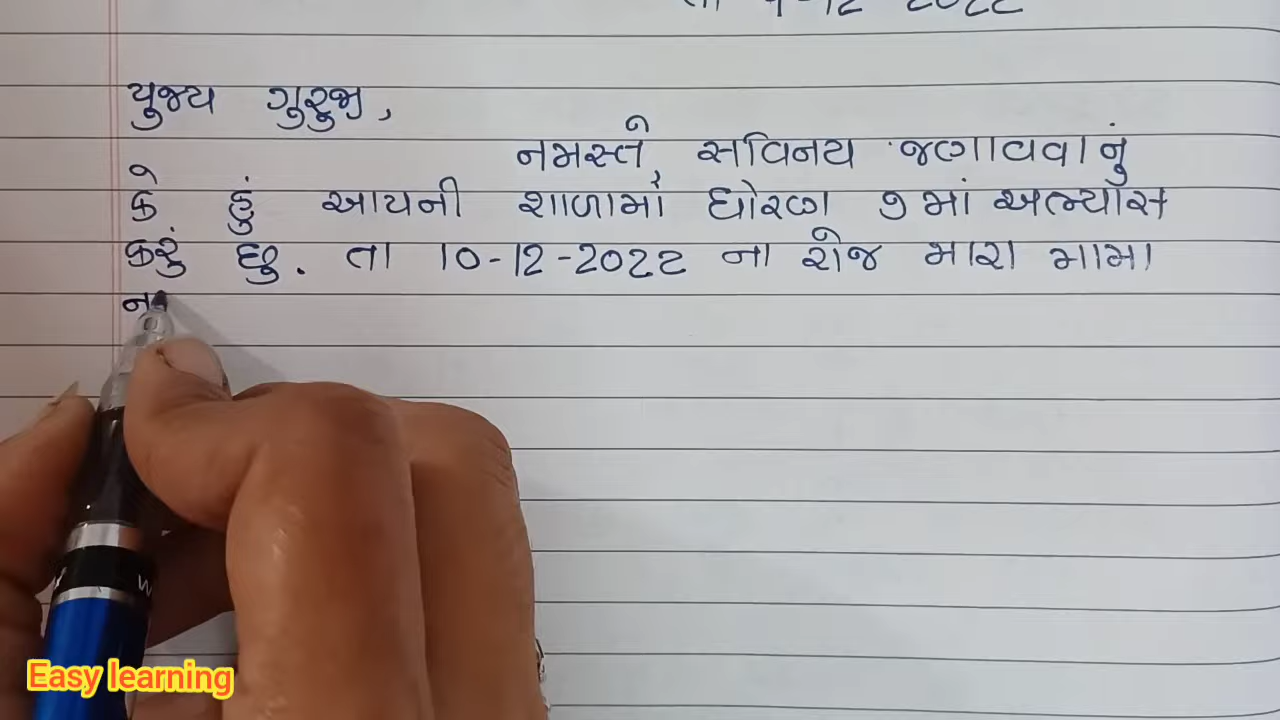 પુજ્ય ગુરુજી,
નમસ્તે, સવિનય જણાવવાનું
કે હું આપની શાળામાં ધોરણ ૭ માં અભ્યાસ
કરું છુ. તા 10-12-2022 ના રોજ મારા મામા
Easy learning